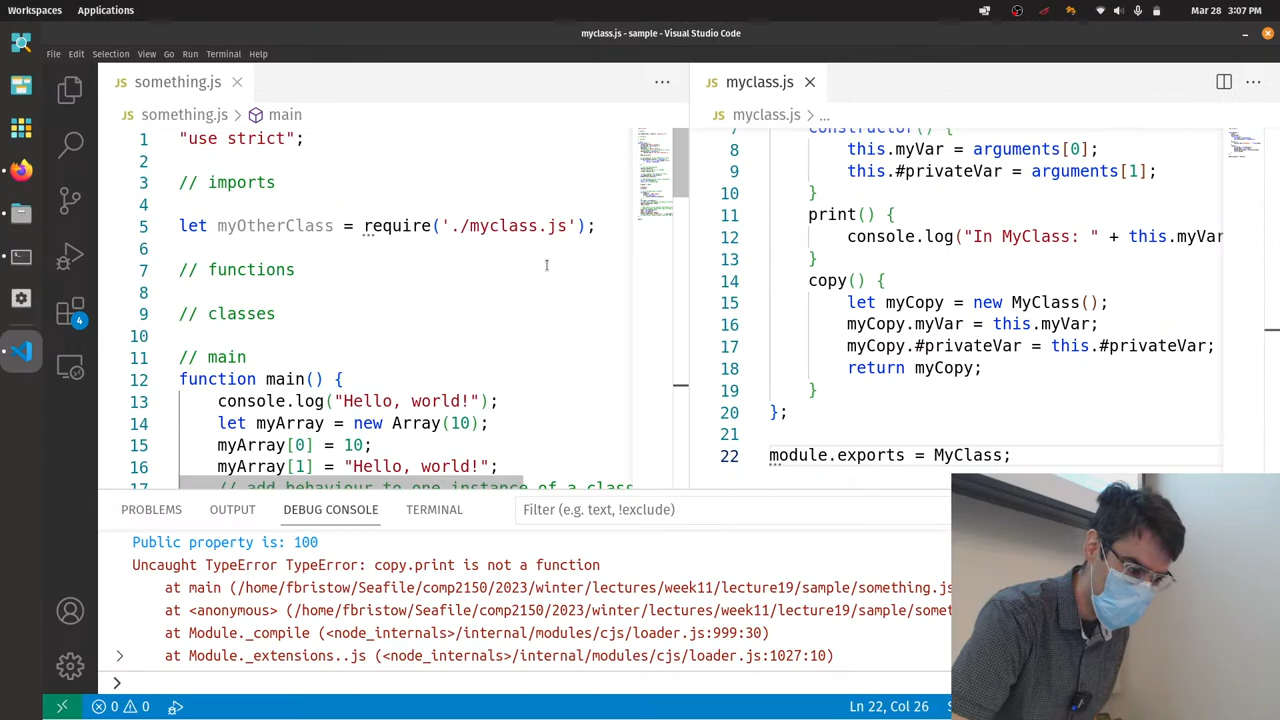 Workspaces
Applications
Mar 28 3:07 PM
myclass.js - sample - Visual Studio Code
File Edit Selection View Go Run Terminal Help
JS something.js
JS something.js > main
1 "use strict";
2
3 // imports
4
5 let myOtherClass = require('./myclass.js');
6
7 // functions
8
9 // classes
10
11 // main
12 function main() {
13 console.log("Hello, world!");
14 let myArray = new Array(10);
15 myArray[0] = 10;
16 myArray[1] = "Hello, world!";
17 // add behaviour to one instance of a class
JS myclass.js
JS myclass.js > ...
7 constructor() {
8 this.myVar = arguments[0];
9 this.#privateVar = arguments[1];
10 }
11 print() {
12 console.log("In MyClass: " + this.myVar
13 }
14 copy() {
15 let myCopy = new MyClass();
16 myCopy.myVar = this.myVar;
17 myCopy.#privateVar = this.#privateVar;
18 return myCopy;
19 }
20 };
21
22 module.exports = MyClass;
4
PROBLEMS OUTPUT DEBUG CONSOLE TERMINAL Filter (e.g. text, !exclude)
Public property is: 100
Uncaught TypeError TypeError: copy.print is not a function
at main (/home/fbristow/Seafile/comp2150/2023/winter/lectures/week11/lecture19/sample/something.js
at <anonymous> (/home/fbristow/Seafile/comp2150/2023/winter/lectures/week11/lecture19/sample/somet
at Module._compile (<node_internals>/internal/modules/cjs/loader.js:999:30)
at Module._extensions..js (<node_internals>/internal/modules/cjs/loader.js:1027:10)
0 0
Ln 22, Col 26